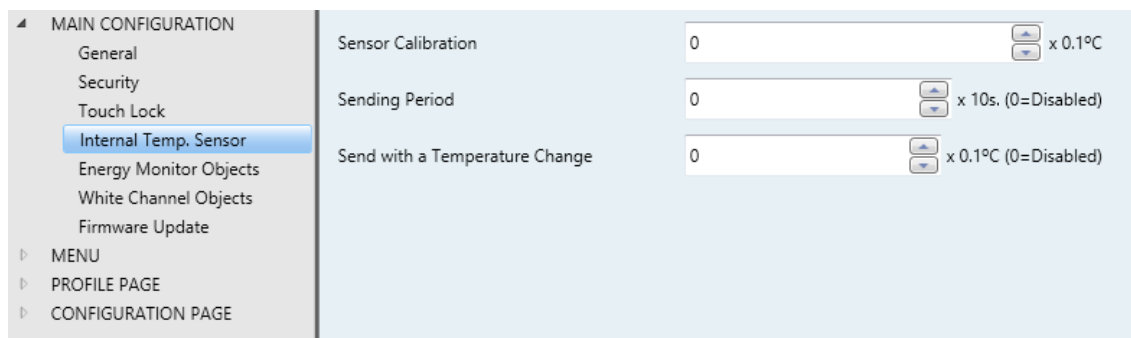 MAIN CONFIGURATION
General
Security
Touch Lock
Internal Temp. Sensor
Energy Monitor Objects
White Channel Objects
Firmware Update
MENU
PROFILE PAGE
CONFIGURATION PAGE
Sensor Calibration 0 x 0.1ºC
Sending Period 0 x 10s. (0=Disabled)
Send with a Temperature Change 0 x 0.1ºC (0=Disabled)